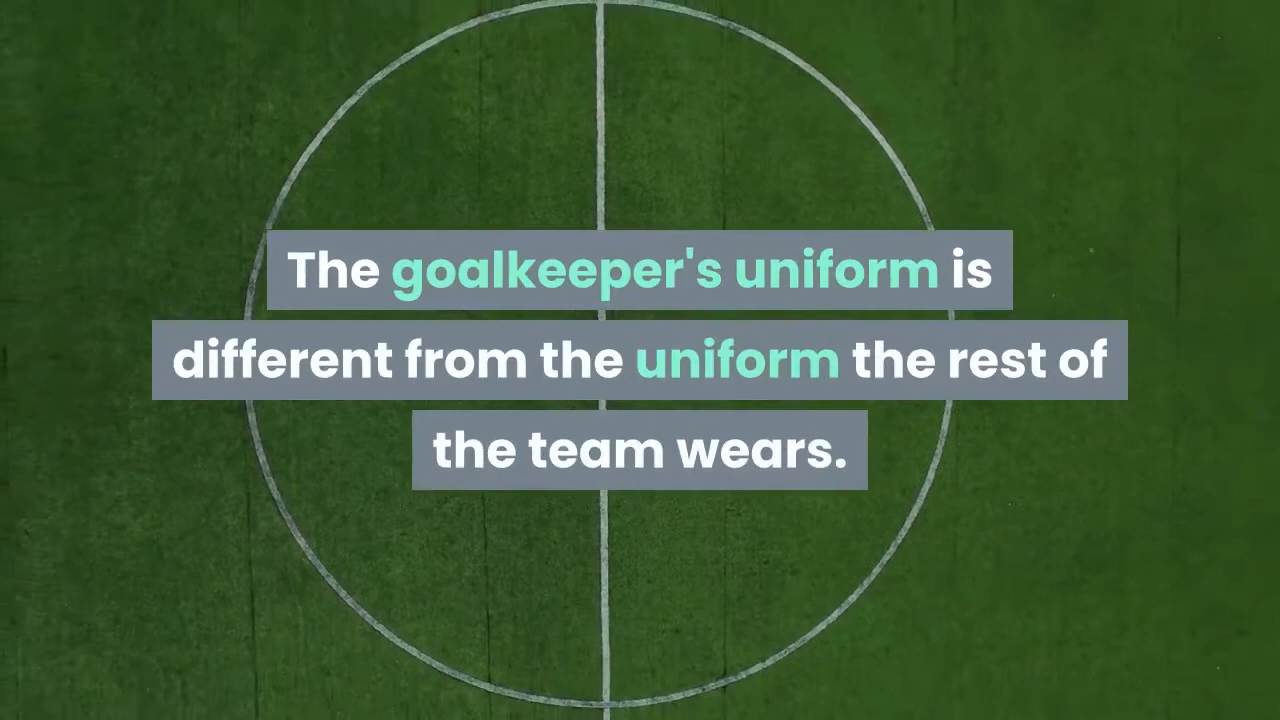 The goalkeeper's uniform is
different from the uniform the rest of
the team wears.